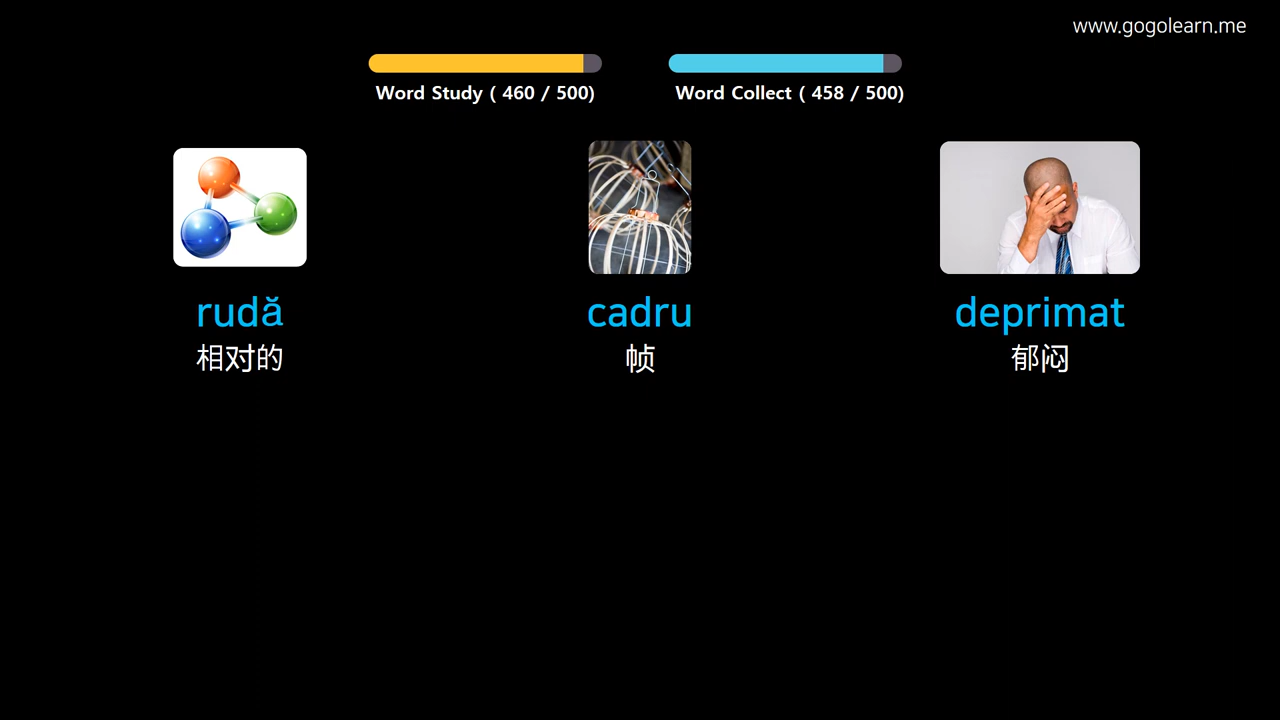 www.gogolearn.me
Word Study ( 460 / 500)
Word Collect ( 458 / 500)
rudă
cadru
deprimat
相对的
帧
郁闷